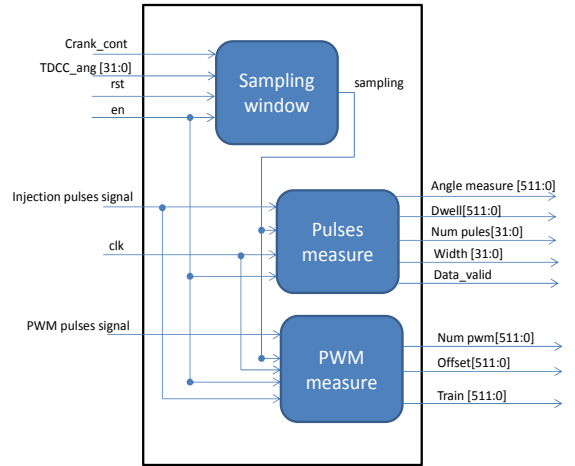 Crank_cont
TDCC_ang [31:0]
rst
en
Sampling
window
sampling
Injection pulses signal
clk
Pulses
measure
Angle measure [511:0]
Dwell[511:0]
Num pules[31:0]
Width [31:0]
Data_valid
PWM pulses signal
PWM
measure
Num pwm[511:0]
Offset[511:0]
Train [511:0]